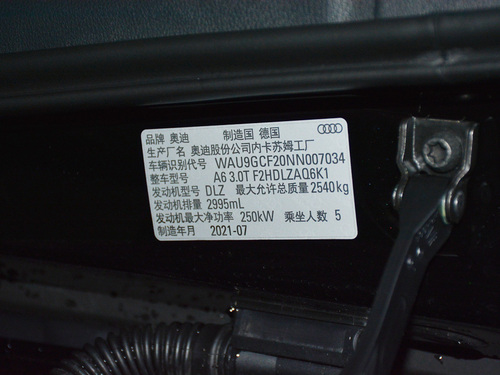 品牌 奥迪 制造国 德国
生产厂名 奥迪股份公司内卡苏姆工厂
车辆识别代号 WAU9GCF20NN007034
整车型号 A6 3.0T F2HDLZAQ6K1
发动机型号 DLZ 最大允许总质量 2540kg
发动机排量 2995mL
发动机最大净功率 250kW 乘坐人数 5
制造年月 2021-07